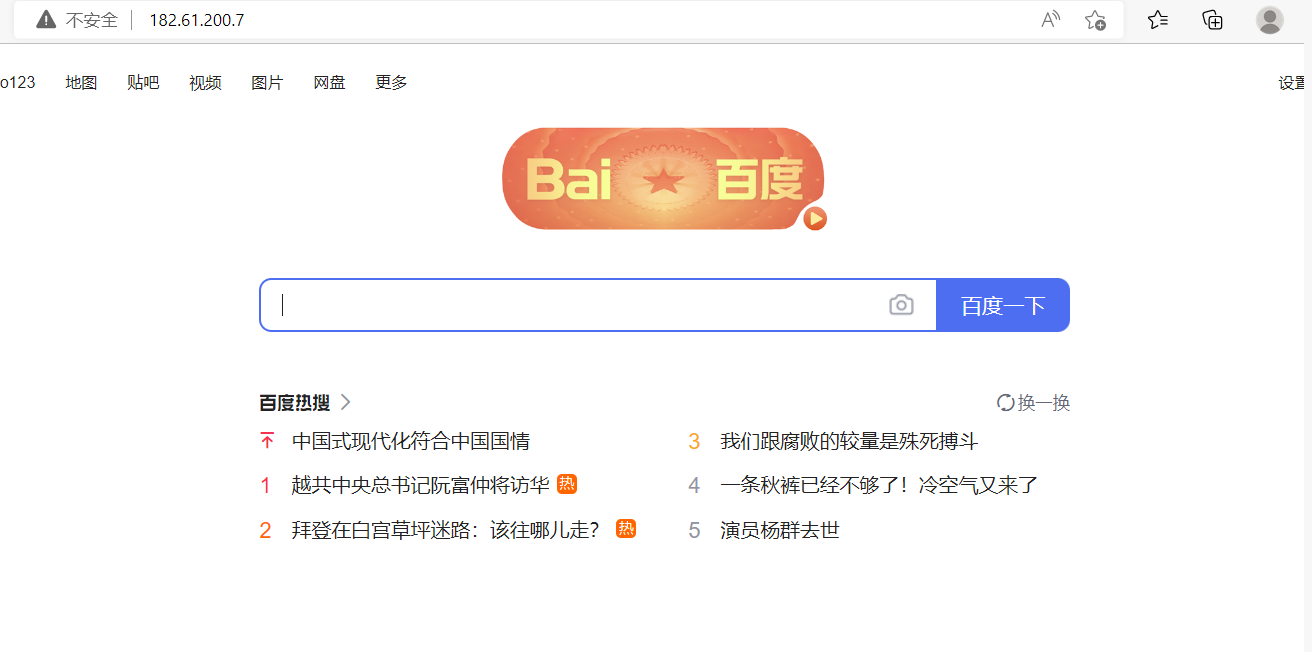 不安全 182.61.200.7
o123 地图 贴吧 视频 图片 网盘 更多 设置
Bai 百度
百度一下
百度热搜 换一换
中国式现代化符合中国国情
1 越共中央总书记阮富仲将访华 热
2 拜登在白宫草坪迷路：该往哪儿走？ 热
3 我们跟腐败的较量是殊死搏斗
4 一条秋裤已经不够了！冷空气又来了
5 演员杨群去世